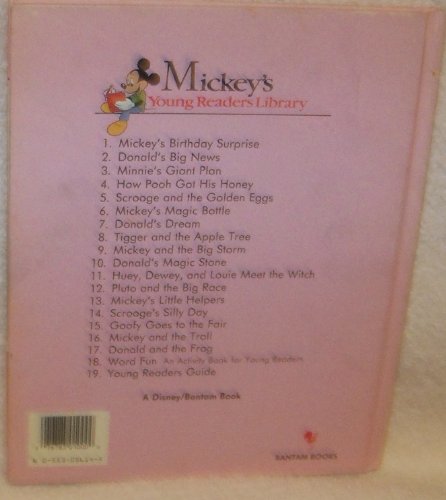 Mickey's
Young Readers Library
1. Mickey's Birthday Surprise
2. Donald's Big News
3. Minnie's Giant Plan
4. How Pooh Got His Honey
5. Scrooge and the Golden Eggs
6. Mickey's Magic Bottle
7. Donald's Dream
8. Tigger and the Apple Tree
9. Mickey and the Big Storm
10. Donald's Magic Stone
11. Huey, Dewey, and Louie Meet the Witch
12. Pluto and the Big Race
13. Mickey's Little Helpers
14. Scrooge's Silly Day
15. Goofy Goes to the Fair
16. Mickey and the Troll
17. Donald and the Frog
18. Word Fun An Activity Book for Young Readers
19. Young Readers Guide
A Disney/Bantam Book
BANTAM BOOKS